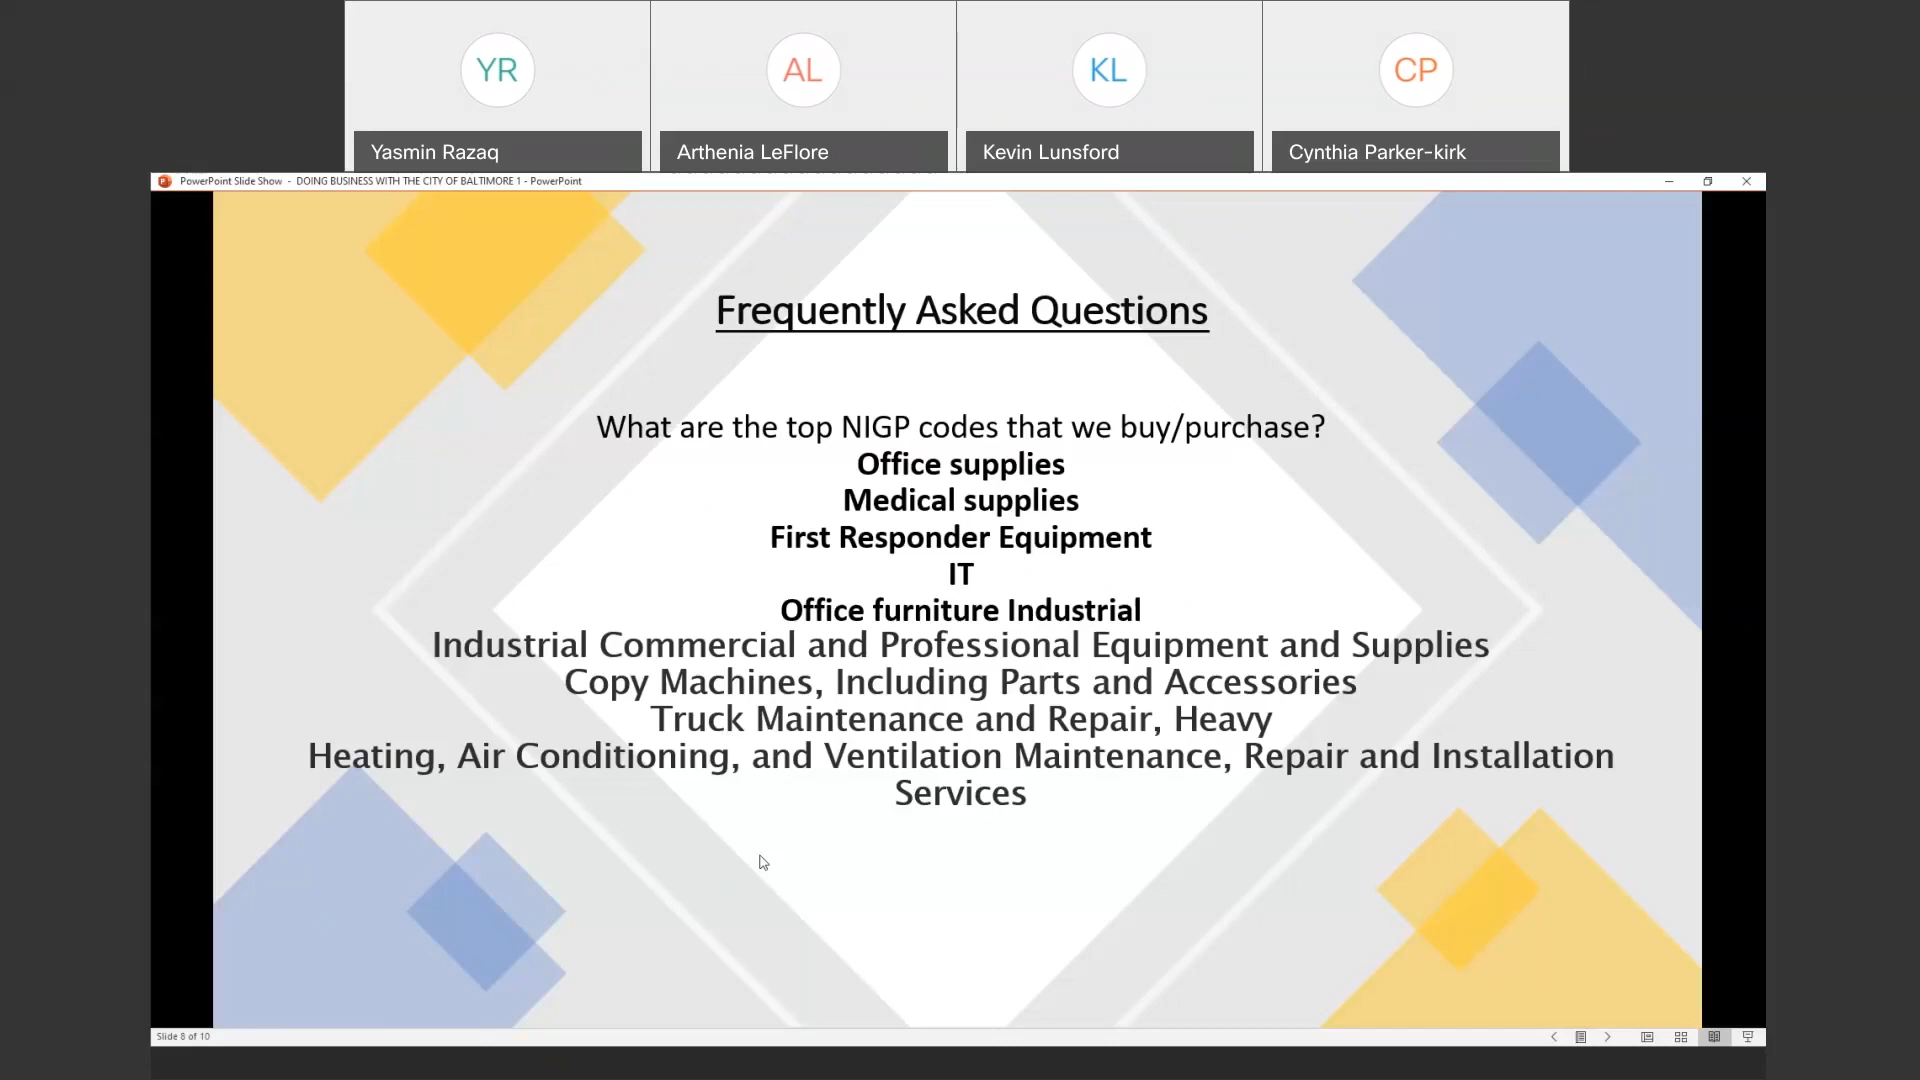 YR
AL
KL
CP
Yasmin Razaq
Arthenia LeFlore
Kevin Lunsford
Cynthia Parker-kirk
PowerPoint Slide Show - DOING BUSINESS WITH THE CITY OF BALTIMORE 1 - PowerPoint
Frequently Asked Questions
What are the top NIGP codes that we buy/purchase?
Office supplies
Medical supplies
First Responder Equipment
IT
Office furniture Industrial
Industrial Commercial and Professional Equipment and Supplies
Copy Machines, Including Parts and Accessories
Truck Maintenance and Repair, Heavy
Heating, Air Conditioning, and Ventilation Maintenance, Repair and Installation
Services
Slide 8 of 10